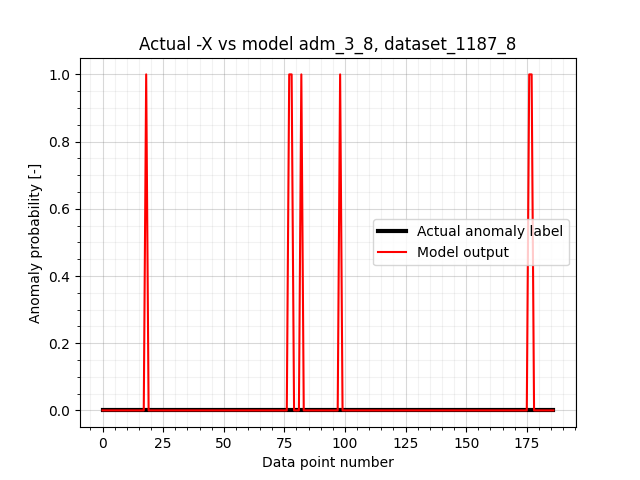 Actual -X vs model adm_3_8, dataset_1187_8
Anomaly probability [-]
1.0
0.8
0.6
0.4
0.2
0.0
Actual anomaly label
Model output
0 25 50 75 100 125 150 175
Data point number